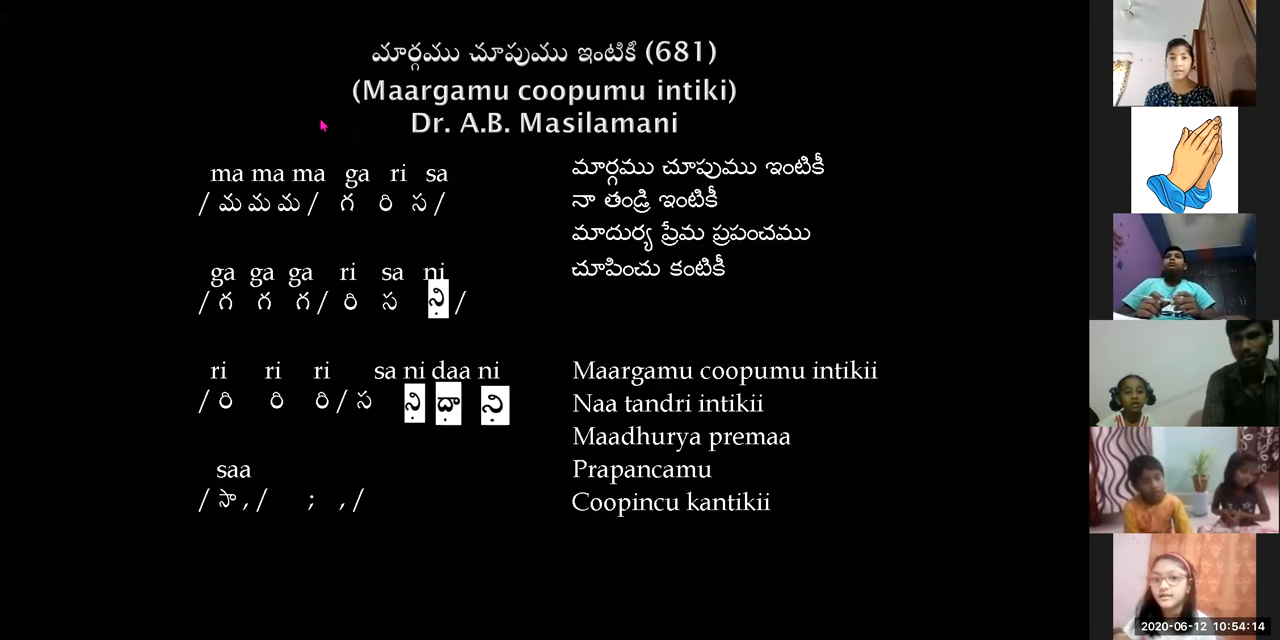 మార్గము చూపుము ఇంటికి (681)
(Maargamu coopumu intiki)
Dr. A.B. Masilamani
ma ma ma ga ri sa
/ మ మ మ / గ రి స /
ga ga ga ri sa ni
/ గ గ గ / రి స ని /
ri ri ri sa ni daa ni
/ రి రి రి / స ని ధా ని
saa
/ సా , / ; , /
మార్గము చూపుము ఇంటికీ
నా తండ్రి ఇంటికీ
మాదుర్య ప్రేమ ప్రపంచము
చూపించు కంటికీ
Maargamu coopumu intikii
Naa tandri intikii
Maadhurya premaa
Prapancamu
Coopincu kantikii
2020-06-12 10:54:14